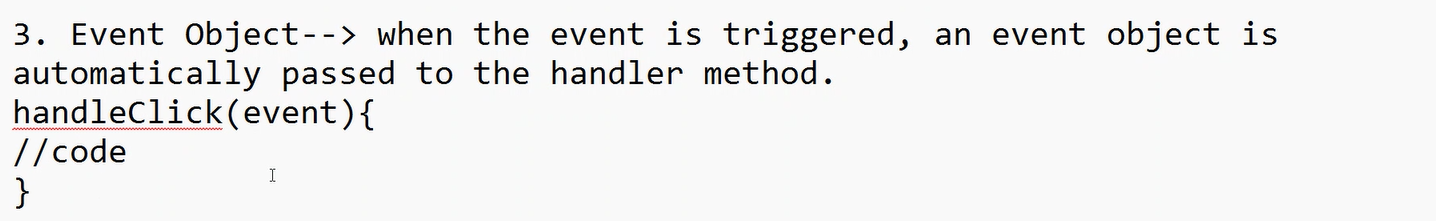 3. Event Object--> when the event is triggered, an event object is
automatically passed to the handler method.
handleClick(event){
//code
}